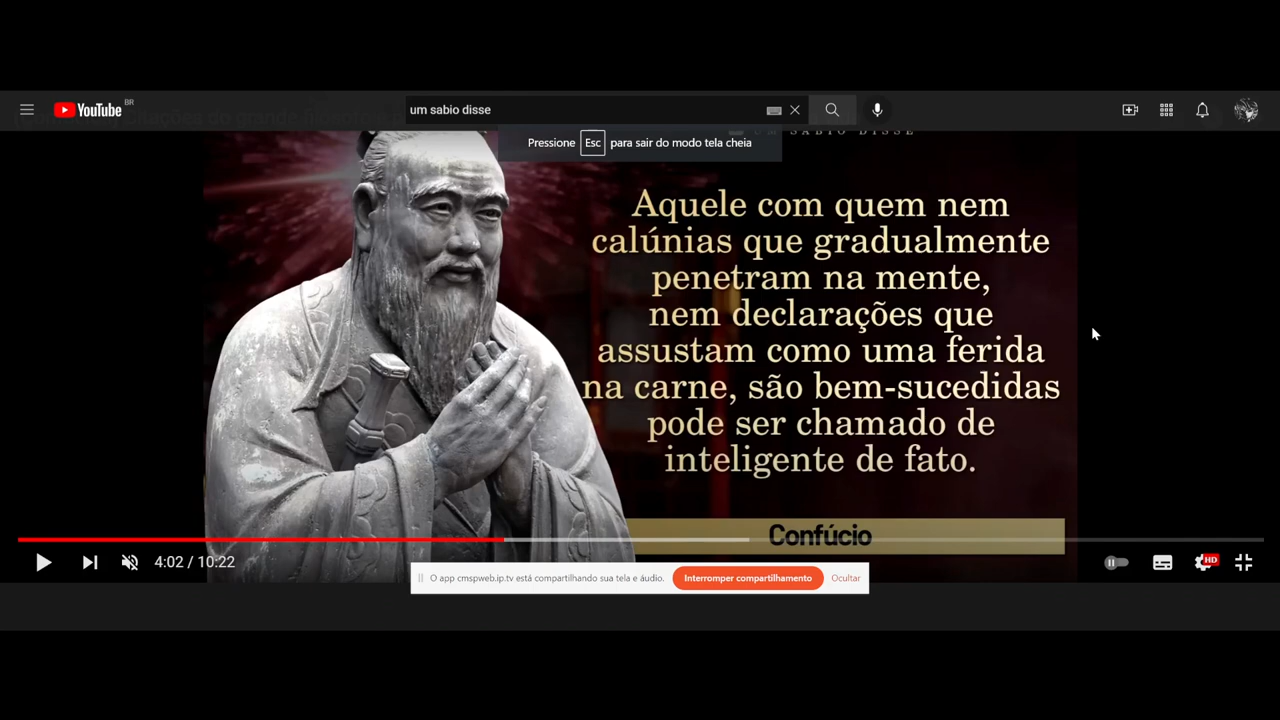 YouTube BR
um sabio disse
UM SÁBIO DISSE
Pressione Esc para sair do modo tela cheia
Aquele com quem nem
calúnias que gradualmente
penetram na mente,
nem declarações que
assustam como uma ferida
na carne, são bem-sucedidas
pode ser chamado de
inteligente de fato.
Confúcio
4:02 / 10:22
HD
O app cmspweb.ip.tv está compartilhando sua tela e áudio.
Interromper compartilhamento
Ocultar